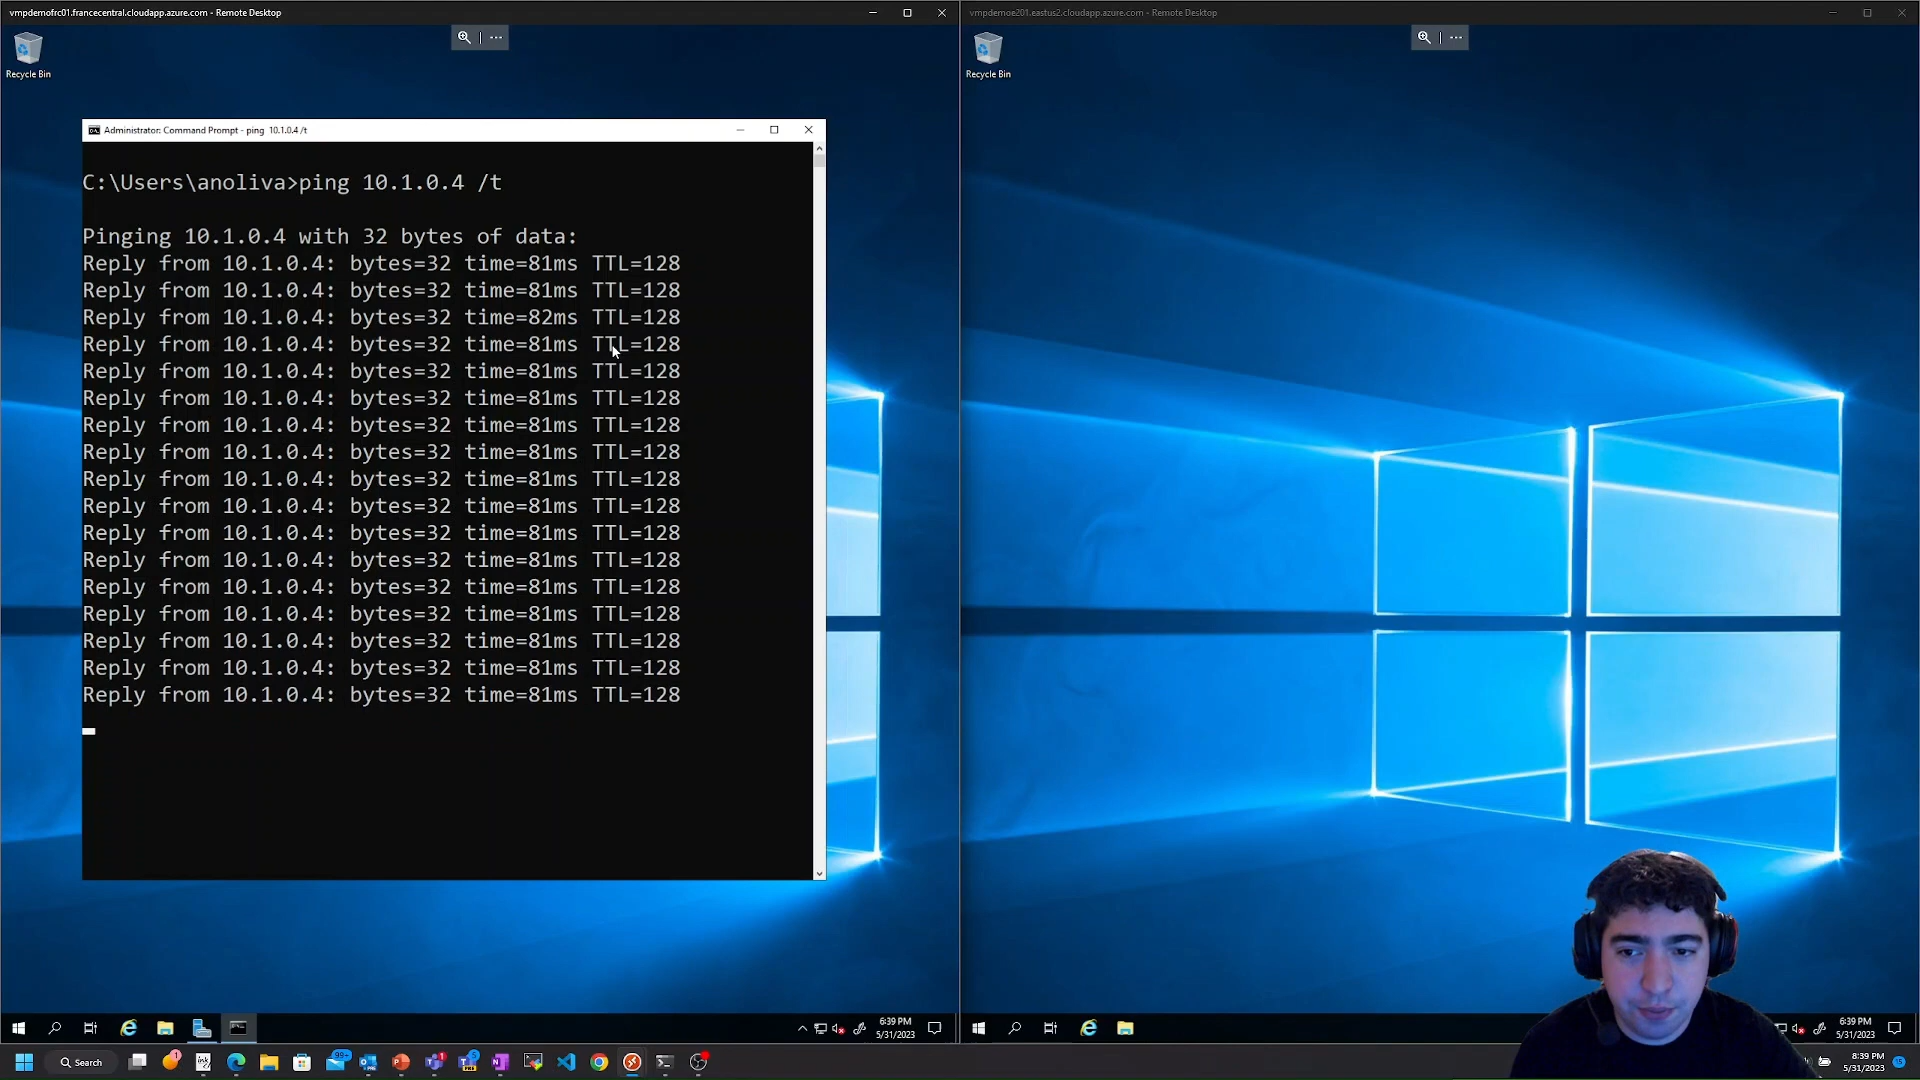 vmpdemofrc01.francecentral.cloudapp.azure.com - Remote Desktop
vmpdemoe201.eastus2.cloudapp.azure.com - Remote Desktop
Recycle Bin
Recycle Bin
Administrator: Command Prompt - ping 10.1.0.4 /t
C:\Users\anoliva>ping 10.1.0.4 /t
Pinging 10.1.0.4 with 32 bytes of data:
Reply from 10.1.0.4: bytes=32 time=81ms TTL=128
Reply from 10.1.0.4: bytes=32 time=81ms TTL=128
Reply from 10.1.0.4: bytes=32 time=82ms TTL=128
Reply from 10.1.0.4: bytes=32 time=81ms TTL=128
Reply from 10.1.0.4: bytes=32 time=81ms TTL=128
Reply from 10.1.0.4: bytes=32 time=81ms TTL=128
Reply from 10.1.0.4: bytes=32 time=81ms TTL=128
Reply from 10.1.0.4: bytes=32 time=81ms TTL=128
Reply from 10.1.0.4: bytes=32 time=81ms TTL=128
Reply from 10.1.0.4: bytes=32 time=81ms TTL=128
Reply from 10.1.0.4: bytes=32 time=81ms TTL=128
Reply from 10.1.0.4: bytes=32 time=81ms TTL=128
Reply from 10.1.0.4: bytes=32 time=81ms TTL=128
Reply from 10.1.0.4: bytes=32 time=81ms TTL=128
Reply from 10.1.0.4: bytes=32 time=81ms TTL=128
Reply from 10.1.0.4: bytes=32 time=81ms TTL=128
Reply from 10.1.0.4: bytes=32 time=81ms TTL=128
6:39 PM
5/31/2023
6:39 PM
5/31/2023
Search
99+
8:39 PM
5/31/2023